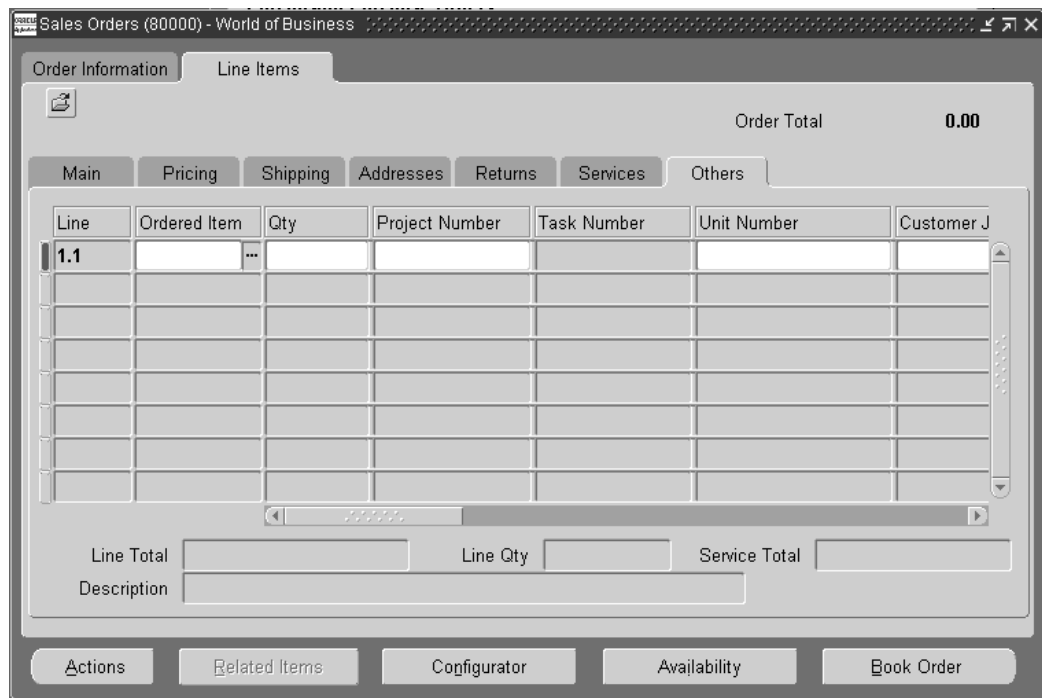 Sales Orders (80000) - World of Business
Order Information Line Items
Order Total 0.00
Main Pricing Shipping Addresses Returns Services Others
Line Ordered Item Qty Project Number Task Number Unit Number Customer J
1.1 ...
Line Total Line Qty Service Total
Description
Actions Related Items Configurator Availability Book Order